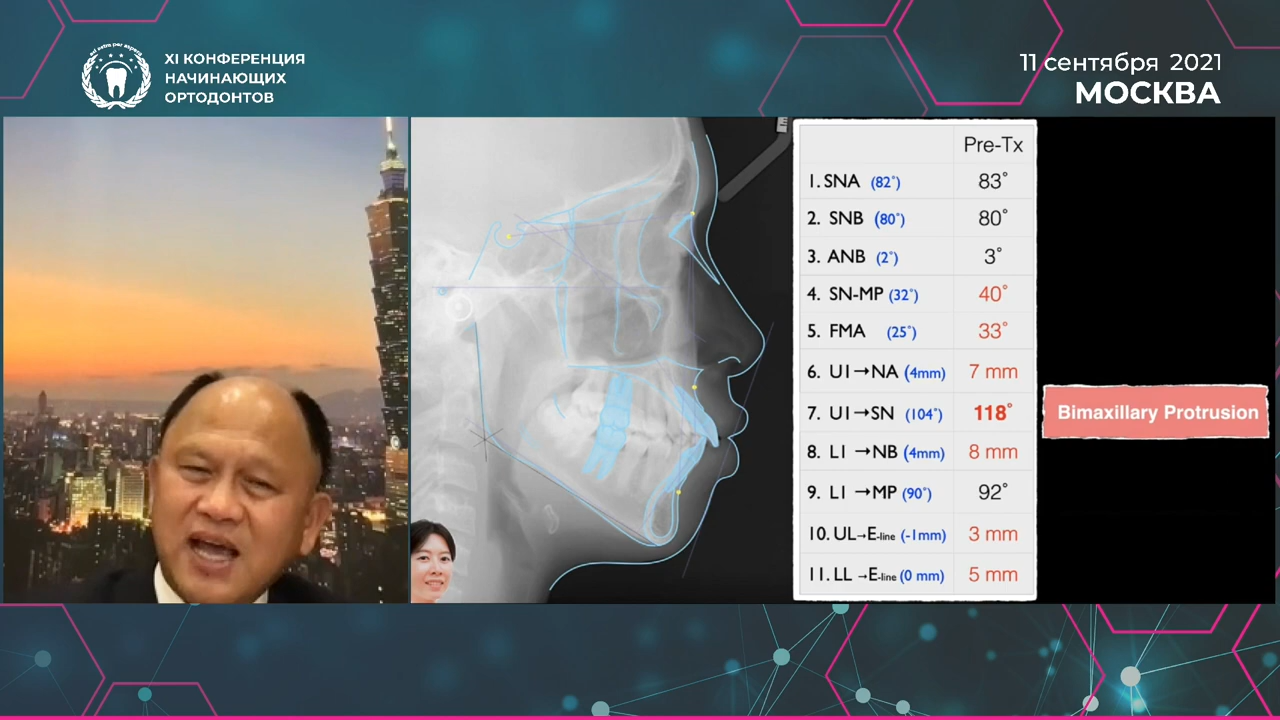 XI КОНФЕРЕНЦИЯ
НАЧИНАЮЩИХ
ОРТОДОНТОВ
11 сентября 2021
МОСКВА
Pre-Tx
1. SNA (82°) 83°
2. SNB (80°) 80°
3. ANB (2°) 3°
4. SN-MP (32°) 40°
5. FMA (25°) 33°
6. U1→NA (4mm) 7 mm
7. U1→SN (104°) 118°
8. L1 →NB (4mm) 8 mm
9. L1 →MP (90°) 92°
10. UL→E-line (-1mm) 3 mm
11. LL →E-line (0 mm) 5 mm
Bimaxillary Protrusion